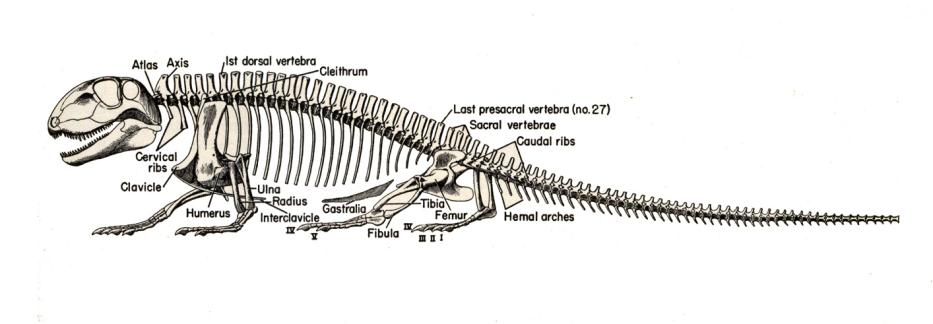 Atlas
Axis
1st dorsal vertebra
Cleithrum
Last presacral vertebra (no. 27)
Sacral vertebrae
Caudal ribs
Cervical
ribs
Clavicle
Humerus
Ulna
Radius
Interclavicle
Gastralia
Tibia
Femur
Fibula
Hemal arches
IV
V
IV
III II I